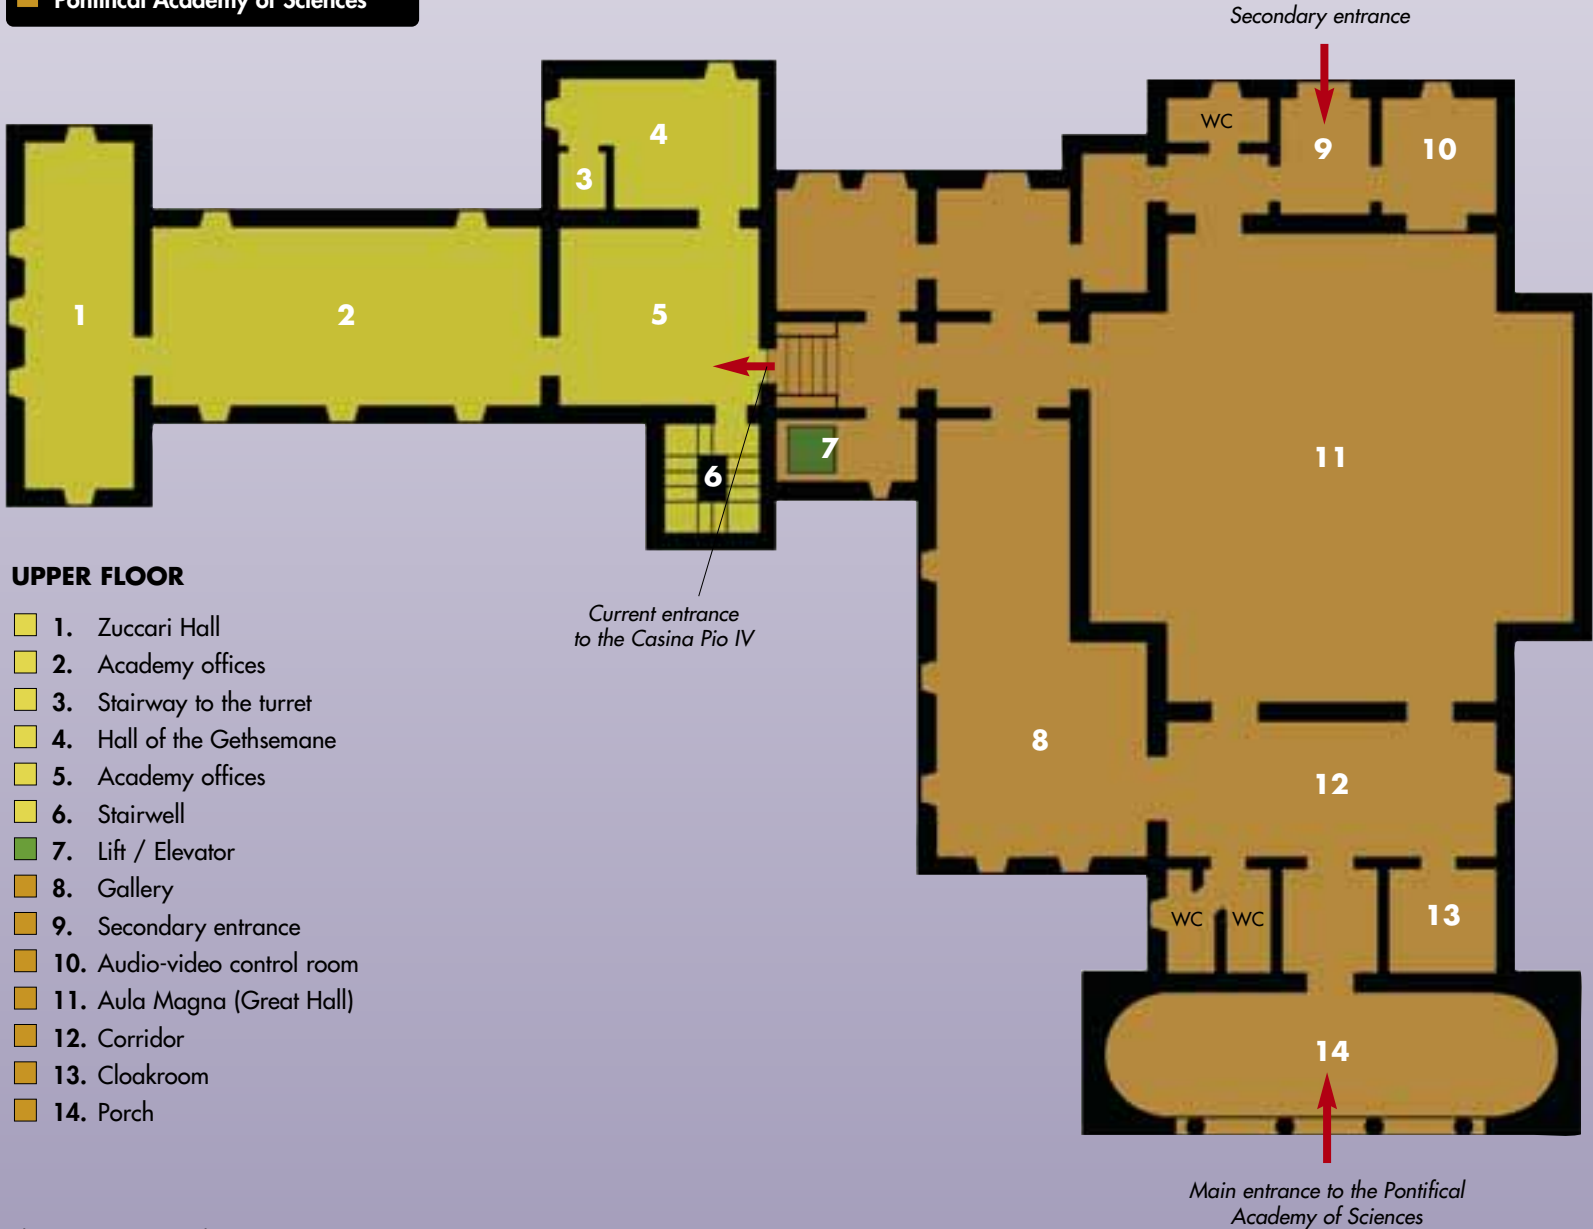 Pontifical Academy of Sciences
Secondary entrance
WC
9
10
4
3
1
2
5
7
6
11
Current entrance
to the Casina Pio IV
8
12
WC
WC
13
14
Main entrance to the Pontifical
Academy of Sciences
UPPER FLOOR
1. Zuccari Hall
2. Academy offices
3. Stairway to the turret
4. Hall of the Gethsemane
5. Academy offices
6. Stairwell
7. Lift / Elevator
8. Gallery
9. Secondary entrance
10. Audio-video control room
11. Aula Magna (Great Hall)
12. Corridor
13. Cloakroom
14. Porch